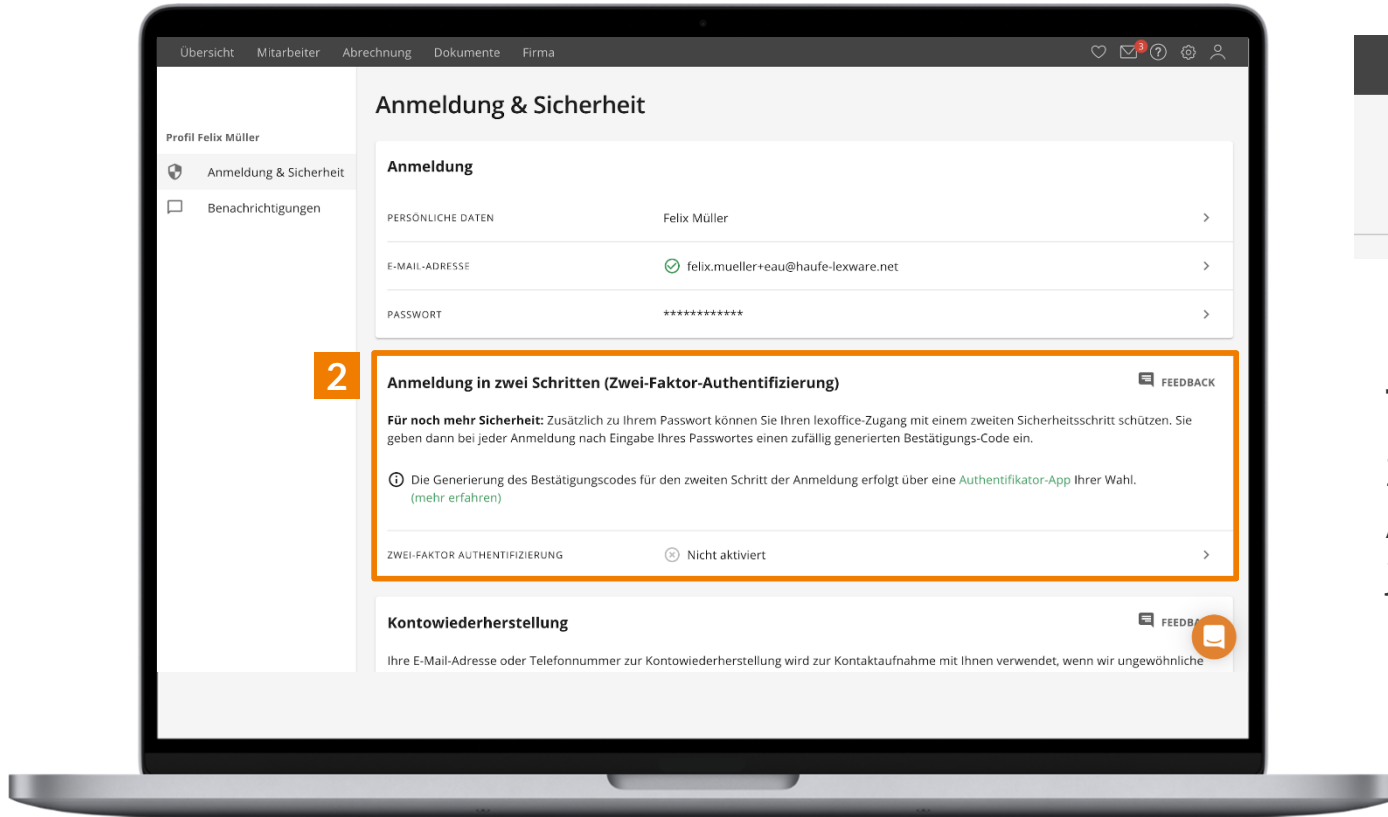 Übersicht Mitarbeiter Abrechnung Dokumente Firma
3
Anmeldung & Sicherheit
Profil Felix Müller
Anmeldung & Sicherheit
Benachrichtigungen
Anmeldung
PERSÖNLICHE DATEN Felix Müller
E-MAIL-ADRESSE felix.mueller+eau@haufe-lexware.net
PASSWORT ************
2
Anmeldung in zwei Schritten (Zwei-Faktor-Authentifizierung) FEEDBACK
Für noch mehr Sicherheit: Zusätzlich zu Ihrem Passwort können Sie Ihren lexoffice-Zugang mit einem zweiten Sicherheitsschritt schützen. Sie
geben dann bei jeder Anmeldung nach Eingabe Ihres Passwortes einen zufällig generierten Bestätigungs-Code ein.
Die Generierung des Bestätigungscodes für den zweiten Schritt der Anmeldung erfolgt über eine Authentifikator-App Ihrer Wahl.
(mehr erfahren)
ZWEI-FAKTOR AUTHENTIFIZIERUNG Nicht aktiviert
Kontowiederherstellung
Ihre E-Mail-Adresse oder Telefonnummer zur Kontowiederherstellung wird zur Kontaktaufnahme mit Ihnen verwendet, wenn wir ungewöhnliche